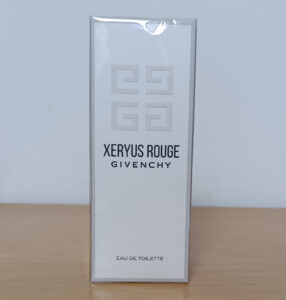 XERYUS ROUGE
GIVENCHY
EAU DE TOILETTE